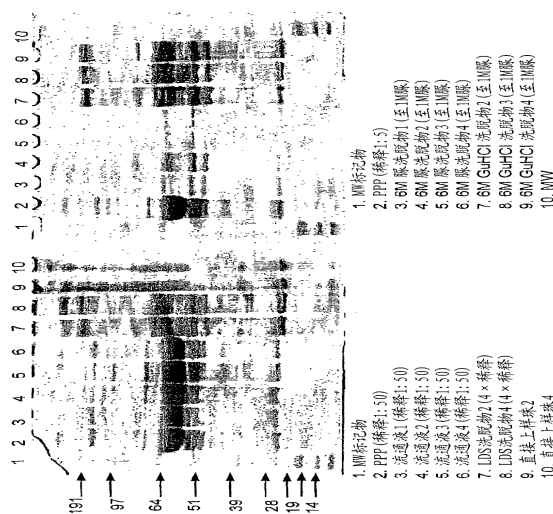 1 2 3 4 5 6 7 8 9 10
191
97
64
51
39
28
19
14
1. MW标记物
2. PPP (稀释1:50)
3. 流通液1 (稀释1:50)
4. 流通液2 (稀释1:50)
5. 流通液3 (稀释1:50)
6. 流通液4 (稀释1:50)
7. LDS洗脱物2 (4×稀释)
8. LDS洗脱物4 (4×稀释)
9. 直接上样珠2
10. 直接上样珠4
1 2 3 4 5 6 7 8 9 10
1. MW标记物
2. PPP (稀释1:5)
3. 6M 脲洗脱物1 (至1M脲)
4. 6M 脲洗脱物2 (至1M脲)
5. 6M 脲洗脱物3 (至1M脲)
6. 6M 脲洗脱物4 (至1M脲)
7. 6M GuHCl 洗脱物2 (至1M脲)
8. 6M GuHCl 洗脱物3 (至1M脲)
9. 6M GuHCl 洗脱物4 (至1M脲)
10. MW